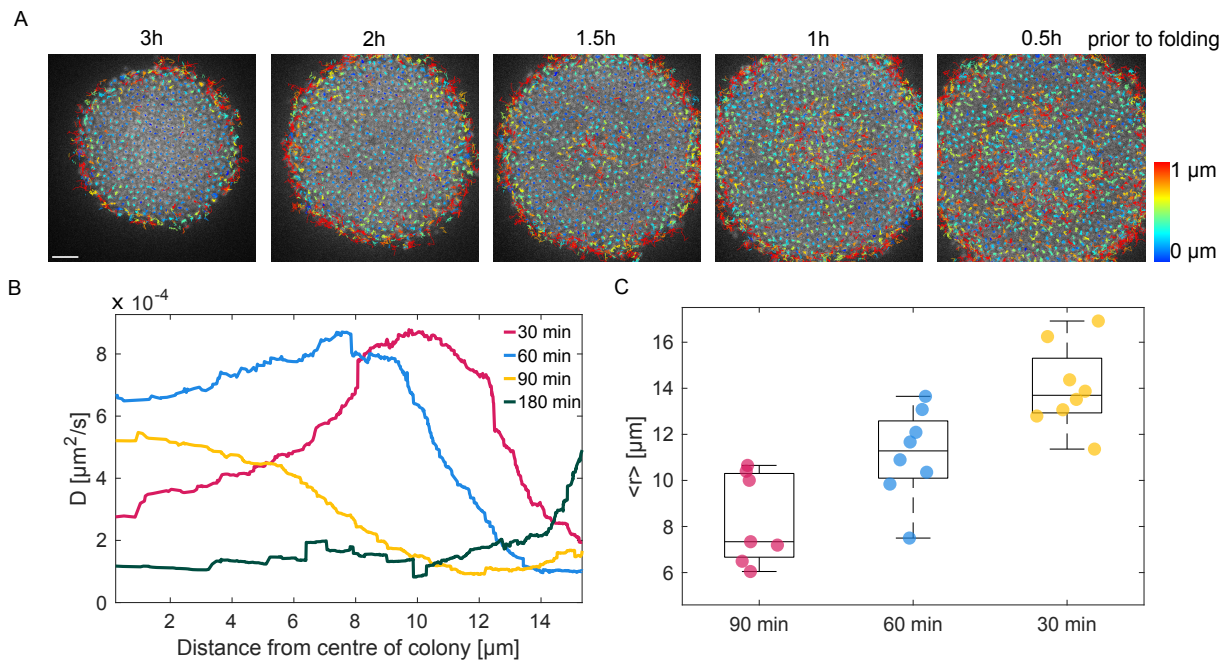 A
3h 2h 1.5h 1h 0.5h prior to folding
1 µm
0 µm
B
C
x 10⁻⁴
30 min
60 min
90 min
180 min
8
6
4
2
0
D [µm²/s]
2 4 6 8 10 12 14
Distance from centre of colony [µm]
16
14
12
10
8
6
<r> [µm]
90 min 60 min 30 min